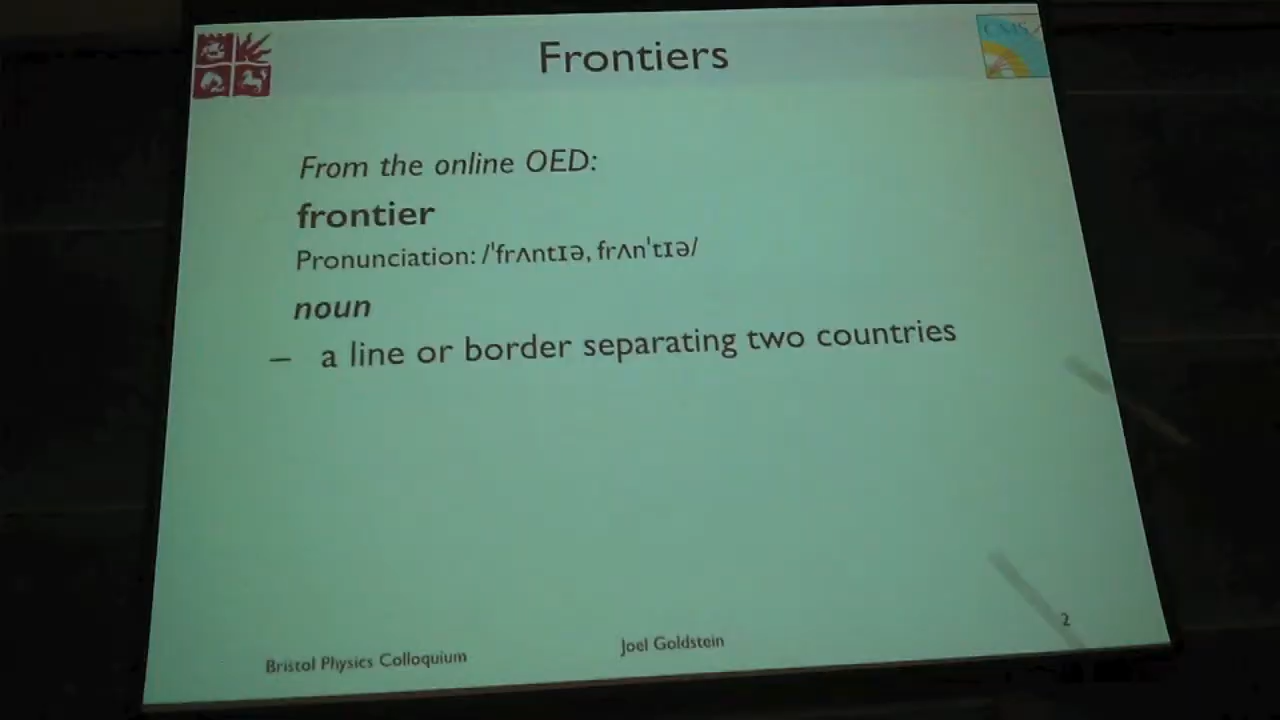 Frontiers
CMS
From the online OED:
frontier
Pronunciation: /ˈfrʌntɪə, frʌnˈtɪə/
noun
– a line or border separating two countries
2
Bristol Physics Colloquium
Joel Goldstein